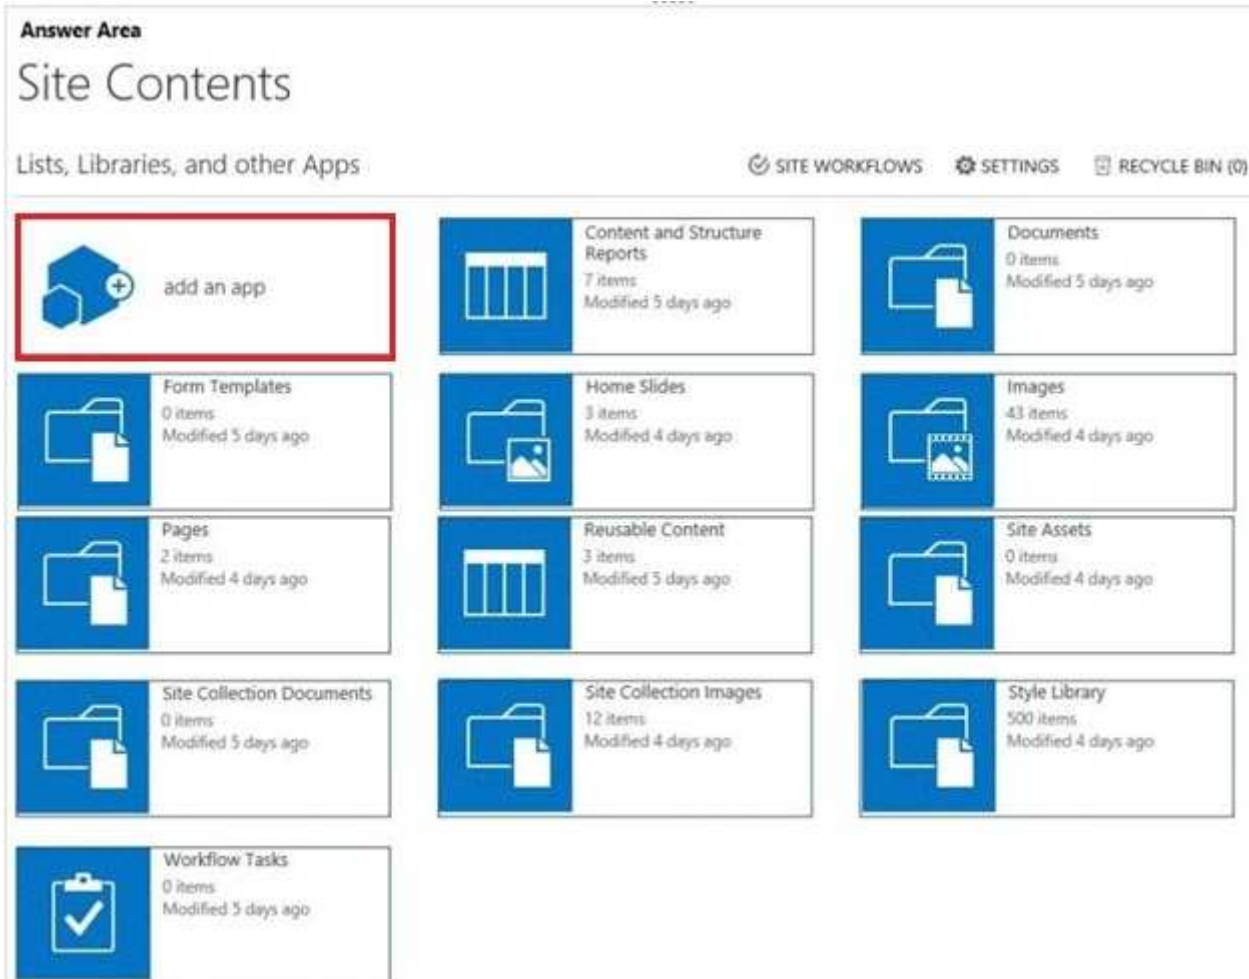 Answer Area
Site Contents
Lists, Libraries, and other Apps
SITE WORKFLOWS
SETTINGS
RECYCLE BIN (0)
add an app
Content and Structure
Reports
7 items
Modified 5 days ago
Documents
0 items
Modified 5 days ago
Form Templates
0 items
Modified 5 days ago
Home Slides
3 items
Modified 4 days ago
Images
43 items
Modified 4 days ago
Pages
2 items
Modified 4 days ago
Reusable Content
3 items
Modified 5 days ago
Site Assets
0 items
Modified 4 days ago
Site Collection Documents
0 items
Modified 5 days ago
Site Collection Images
12 items
Modified 4 days ago
Style Library
500 items
Modified 4 days ago
Workflow Tasks
0 items
Modified 5 days ago